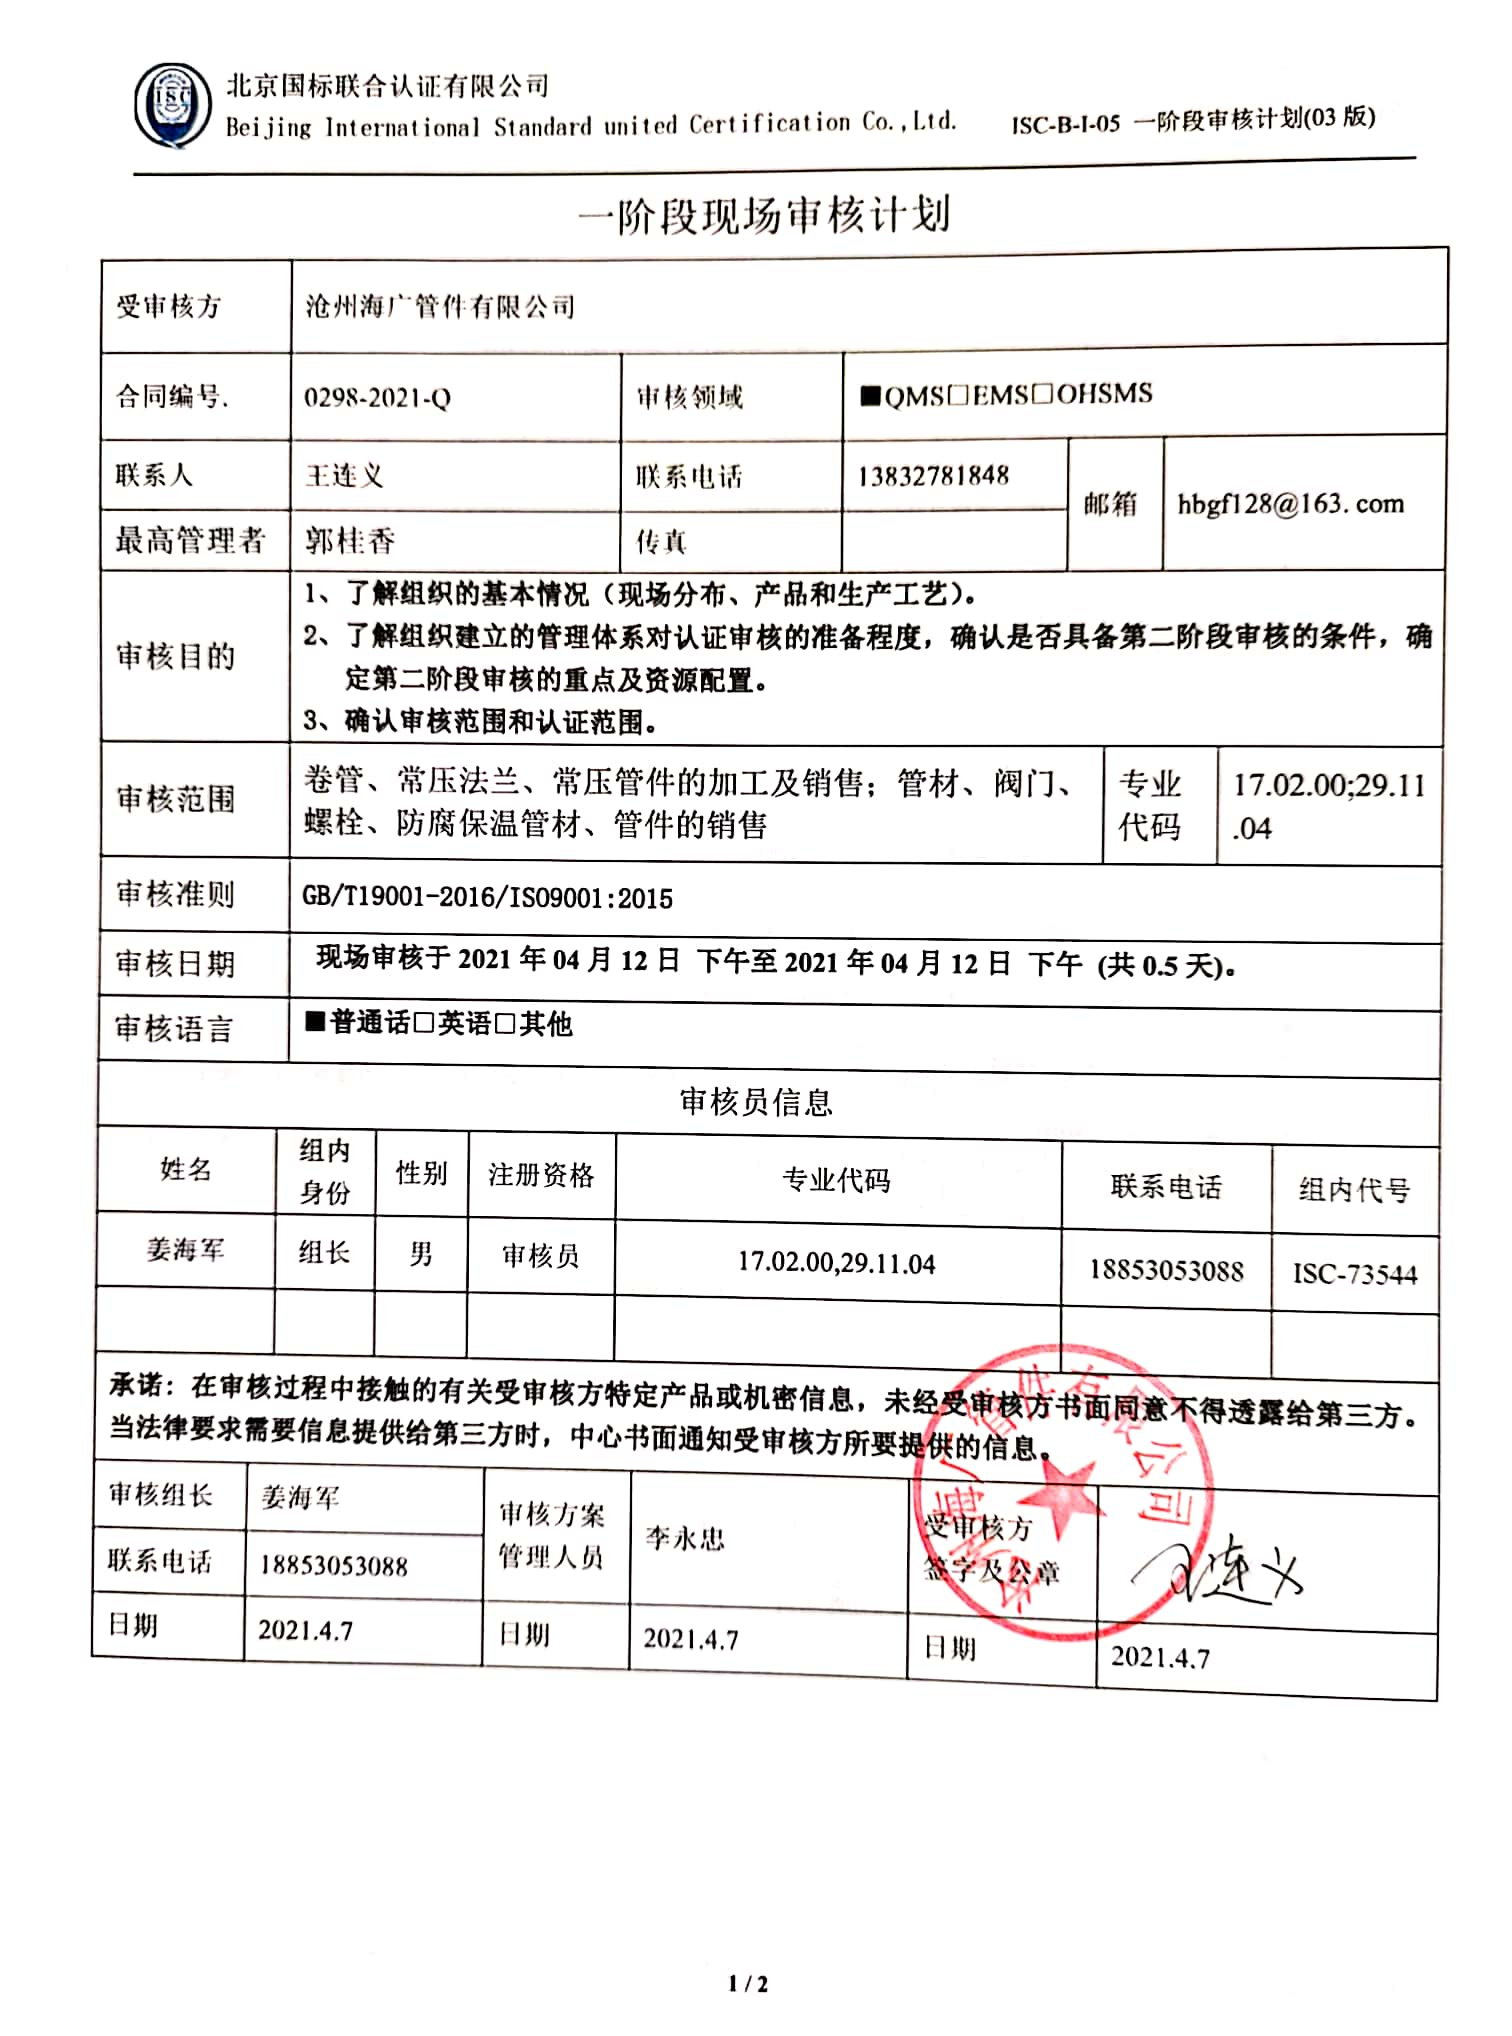 ISC
北京国标联合认证有限公司
Beijing International Standard united Certification Co.,Ltd.
ISC-B-I-05 一阶段审核计划(03 版)
一阶段现场审核计划
受审核方 沧州海广管件有限公司
合同编号. 0298-2021-Q 审核领域 ■QMS□EMS□OHSMS
联系人 王连义 联系电话 13832781848 邮箱 hbgf128@163.com
最高管理者 郭桂香 传真
审核目的
1、了解组织的基本情况（现场分布、产品和生产工艺）。
2、了解组织建立的管理体系对认证审核的准备程度，确认是否具备第二阶段审核的条件，确
定第二阶段审核的重点及资源配置。
3、确认审核范围和认证范围。
审核范围
卷管、常压法兰、常压管件的加工及销售；管材、阀门、
螺栓、防腐保温管材、管件的销售
专业
代码
17.02.00;29.11
.04
审核准则 GB/T19001-2016/ISO9001:2015
审核日期 现场审核于 2021 年 04 月 12 日 下午至 2021 年 04 月 12 日 下午 (共 0.5 天)。
审核语言 ■普通话□英语□其他
审核员信息
姓名 组内
身份 性别 注册资格 专业代码 联系电话 组内代号
姜海军 组长 男 审核员 17.02.00,29.11.04 18853053088 ISC-73544
承诺：在审核过程中接触的有关受审核方特定产品或机密信息，未经受审核方书面同意不得透露给第三方。
当法律要求需要信息提供给第三方时，中心书面通知受审核方所要提供的信息。
审核组长 姜海军
联系电话 18853053088
日期 2021.4.7
审核方案
管理人员
李永忠
日期 2021.4.7
受审核方
签字及公章
王连义
日期 2021.4.7
沧州海广管件有限公司
1 / 2